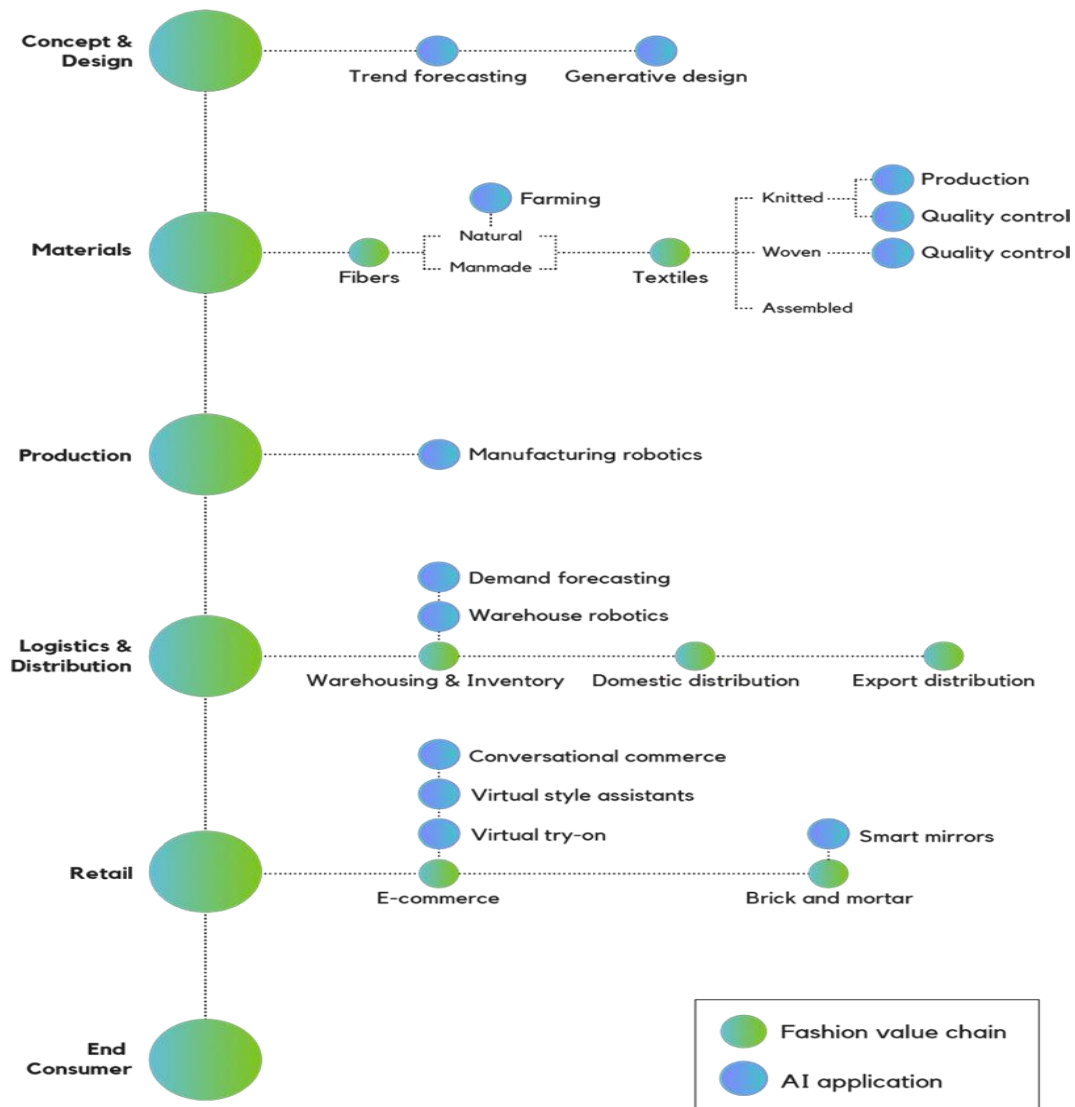 Concept &
Design
Trend forecasting
Generative design
Materials
Fibers
Farming
Natural
Manmade
Textiles
Knitted
Production
Quality control
Woven
Quality control
Assembled
Production
Manufacturing robotics
Logistics &
Distribution
Demand forecasting
Warehouse robotics
Warehousing & Inventory
Domestic distribution
Export distribution
Retail
Conversational commerce
Virtual style assistants
Virtual try-on
E-commerce
Smart mirrors
Brick and mortar
End
Consumer
Fashion value chain
AI application